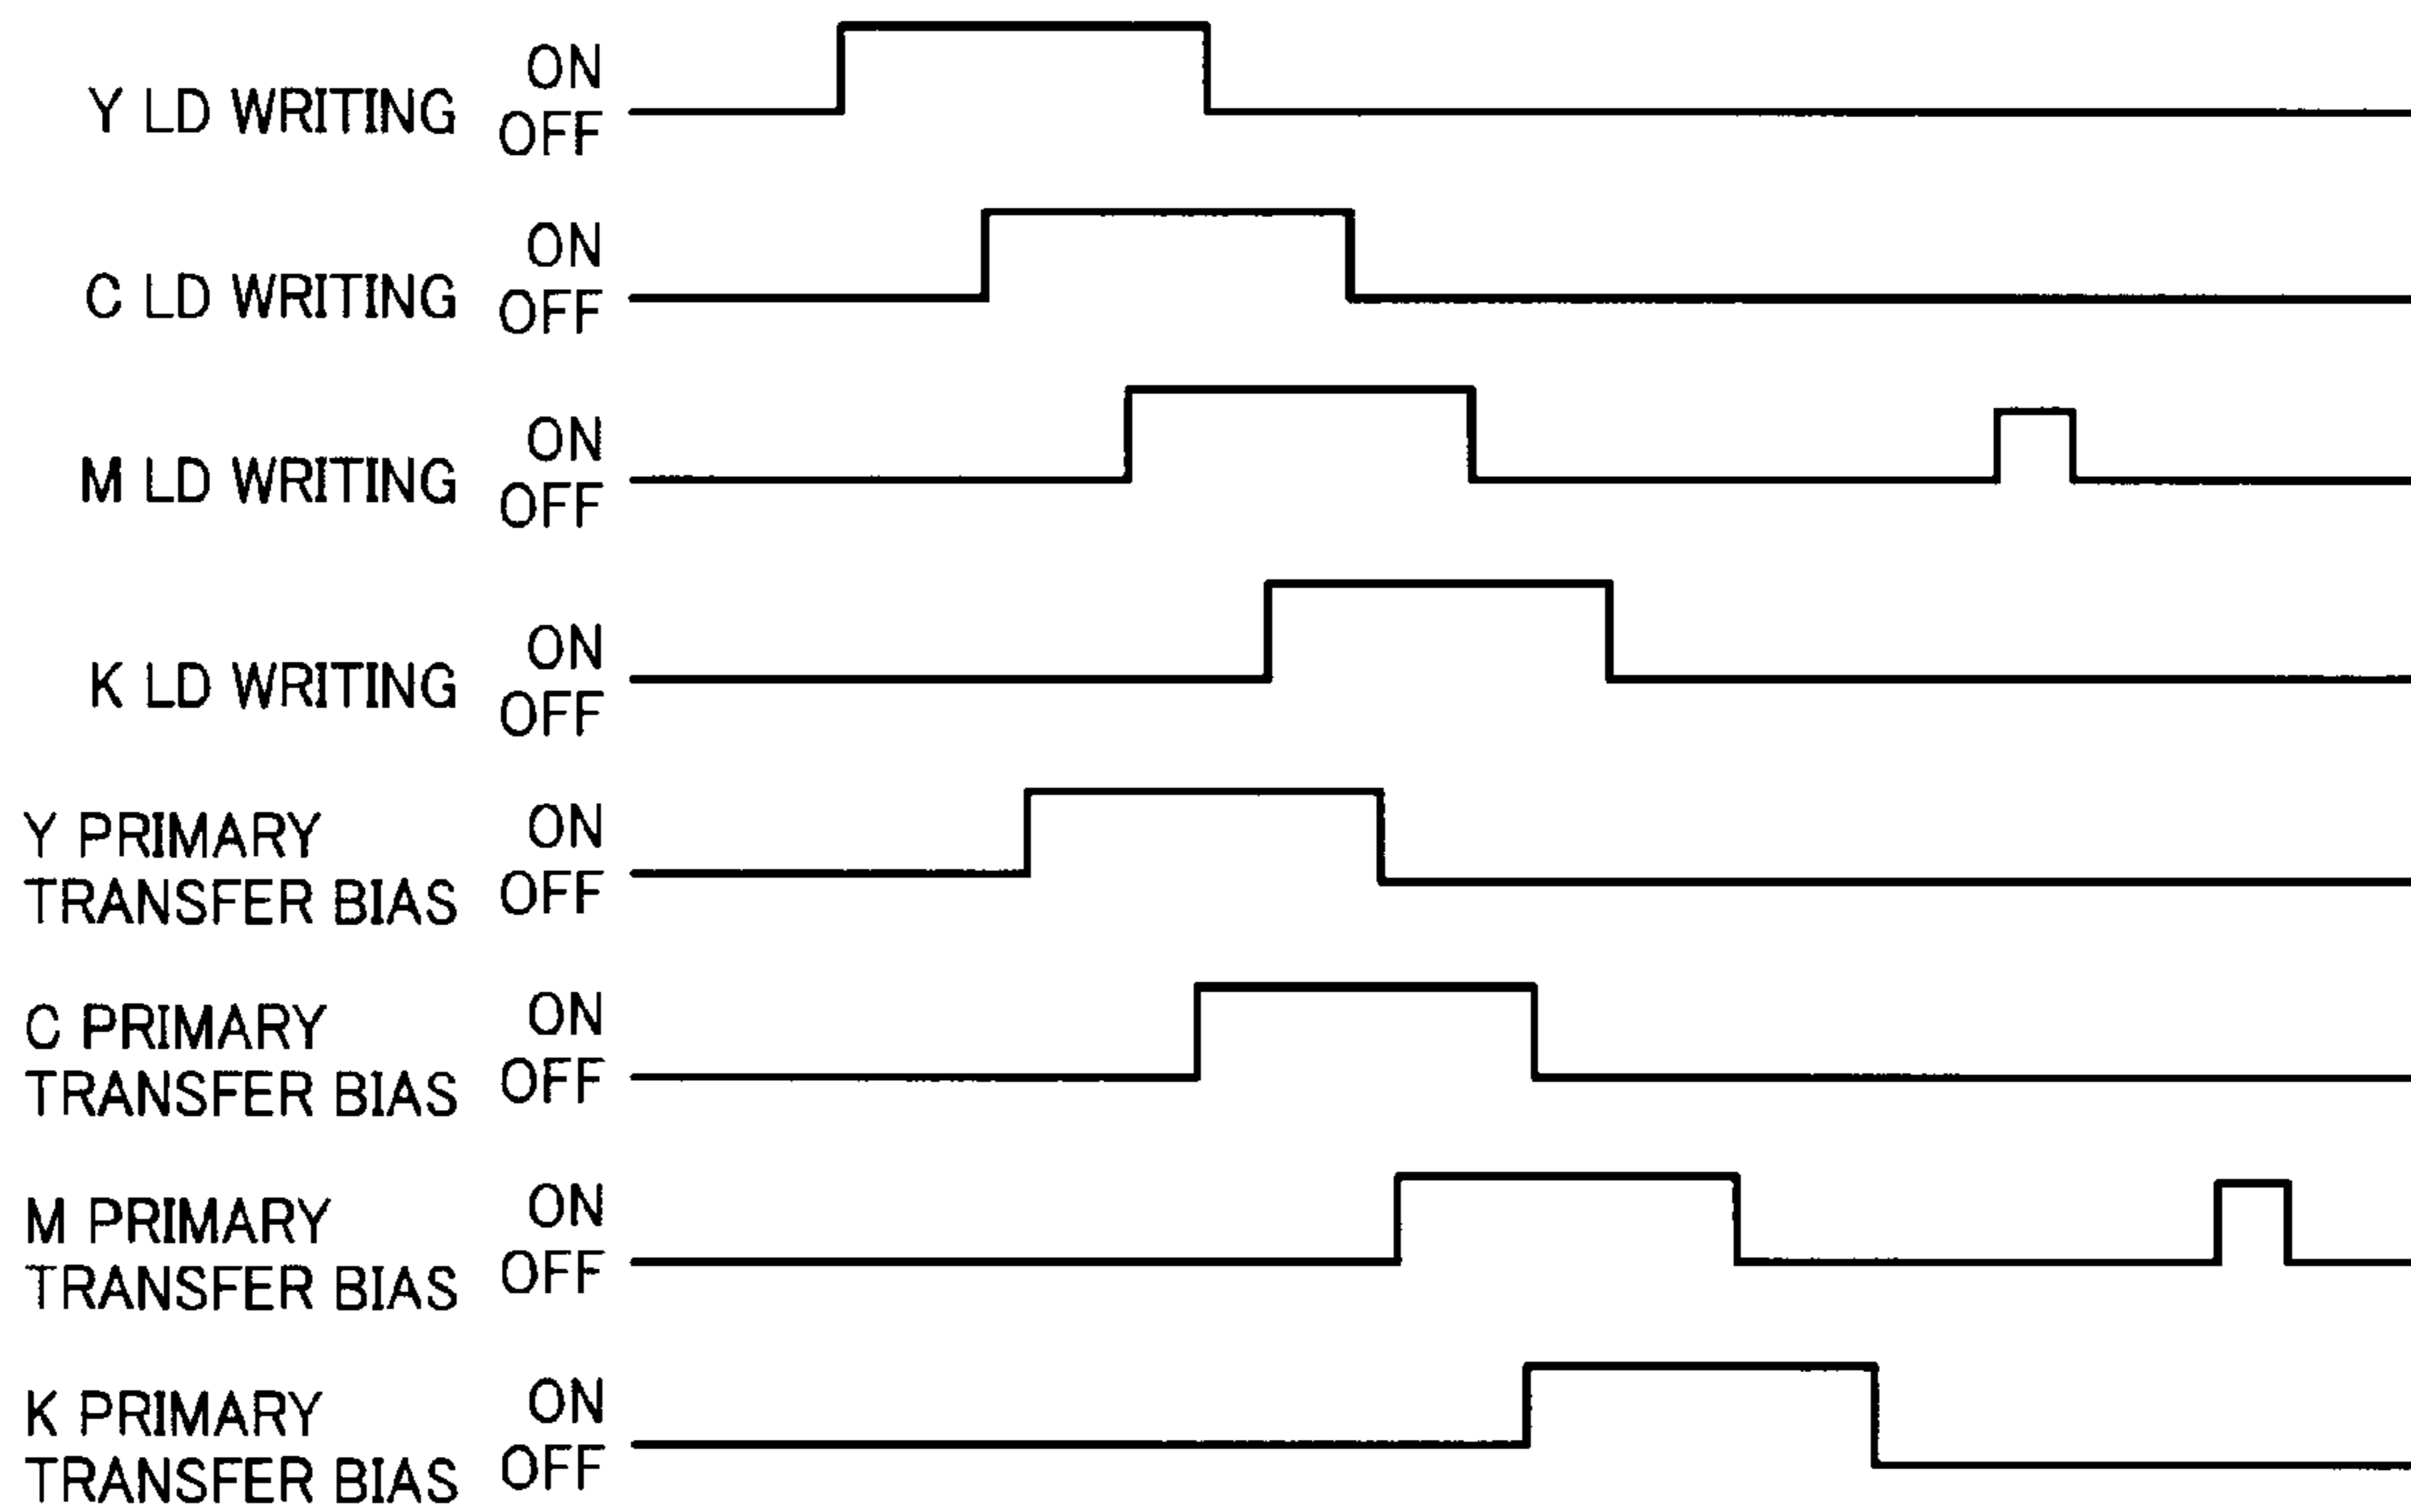 ON
Y LD WRITING
OFF
ON
C LD WRITING
OFF
ON
M LD WRITING
OFF
ON
K LD WRITING
OFF
Y PRIMARY ON
TRANSFER BIAS OFF
C PRIMARY ON
TRANSFER BIAS OFF
M PRIMARY ON
TRANSFER BIAS OFF
K PRIMARY ON
TRANSFER BIAS OFF